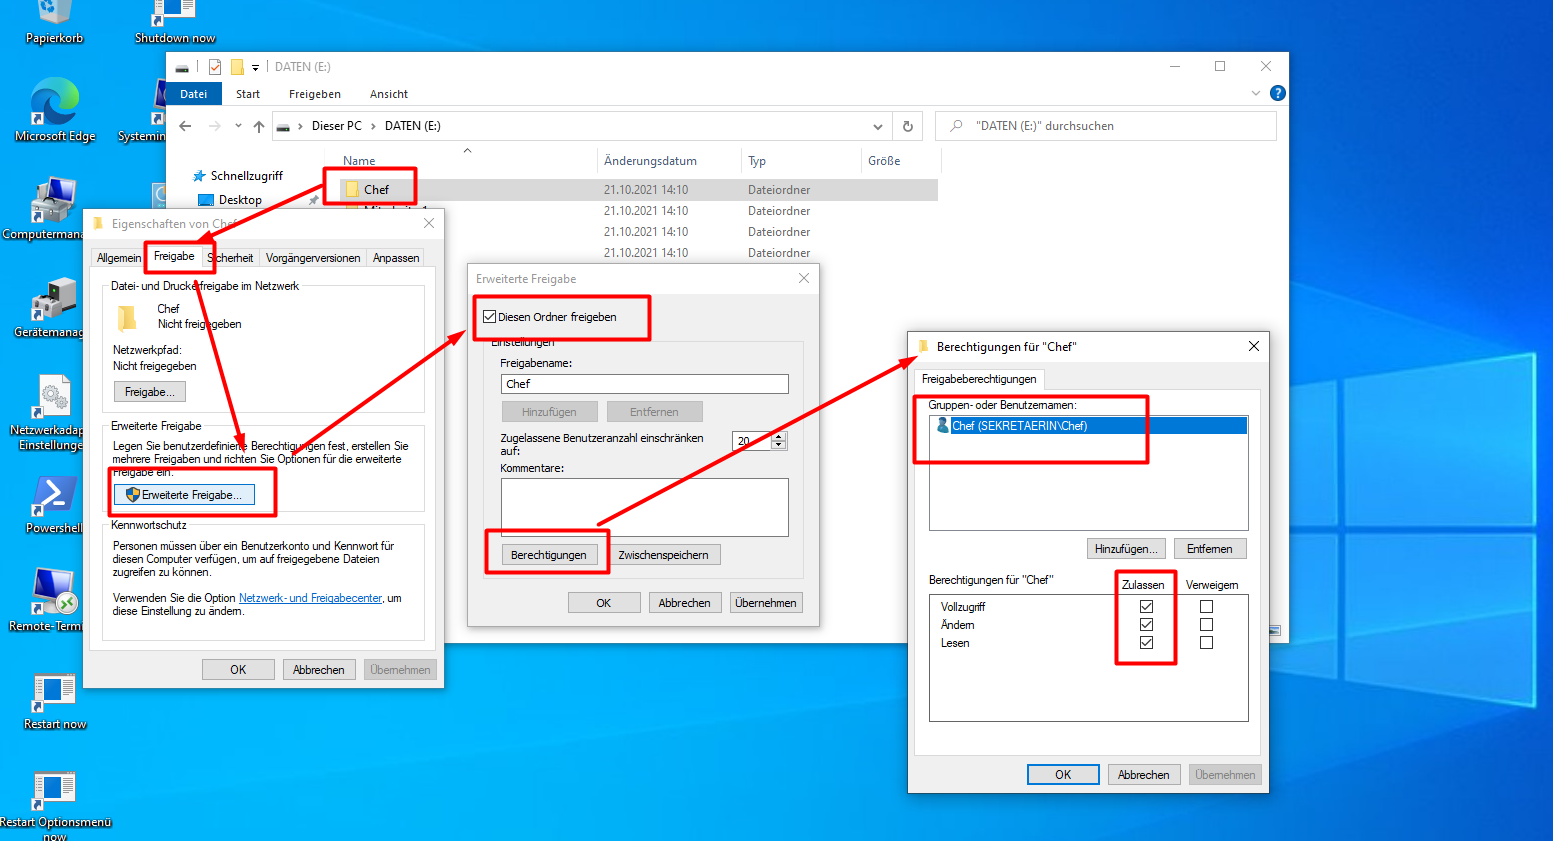 Papierkorb
Shutdown now
Microsoft Edge
Systemin
Computermana
Gerätemanag
Netzwerkadap
Einstellunge
Powershell
Remote-Termi
Restart now
Restart Optionsmenü
now
DATEN (E:)
Datei
Start
Freigeben
Ansicht
?
Dieser PC
DATEN (E:)
"DATEN (E:)" durchsuchen
Schnellzugriff
Desktop
Name
Änderungsdatum
Typ
Größe
Chef
21.10.2021 14:10
Dateiordner
21.10.2021 14:10
Dateiordner
21.10.2021 14:10
Dateiordner
21.10.2021 14:10
Dateiordner
Eigenschaften von Chef
Allgemein
Freigabe
Sicherheit
Vorgängerversionen
Anpassen
Datei- und Druckerfreigabe im Netzwerk
Chef
Nicht freigegeben
Netzwerkpfad:
Nicht freigegeben
Freigabe...
Erweiterte Freigabe
Legen Sie benutzerdefinierte Berechtigungen fest, erstellen Sie
mehrere Freigaben und richten Sie Optionen für die erweiterte
Freigabe ein.
Erweiterte Freigabe...
Kennwortschutz
Personen müssen über ein Benutzerkonto und Kennwort für
diesen Computer verfügen, um auf freigegebene Dateien
zugreifen zu können.
Verwenden Sie die Option Netzwerk- und Freigabecenter, um
diese Einstellung zu ändern.
OK
Abbrechen
Übernehmen
Erweiterte Freigabe
Diesen Ordner freigeben
Einstellungen
Freigabename:
Chef
Hinzufügen
Entfernen
Zugelassene Benutzeranzahl einschränken
auf:
20
Kommentare:
Berechtigungen
Zwischenspeichern
OK
Abbrechen
Übernehmen
Berechtigungen für "Chef"
Freigabeberechtigungen
Gruppen- oder Benutzernamen:
Chef (SEKRETAERIN\Chef)
Hinzufügen...
Entfernen
Berechtigungen für "Chef"
Zulassen
Verweigern
Vollzugriff
Ändern
Lesen
OK
Abbrechen
Übernehmen